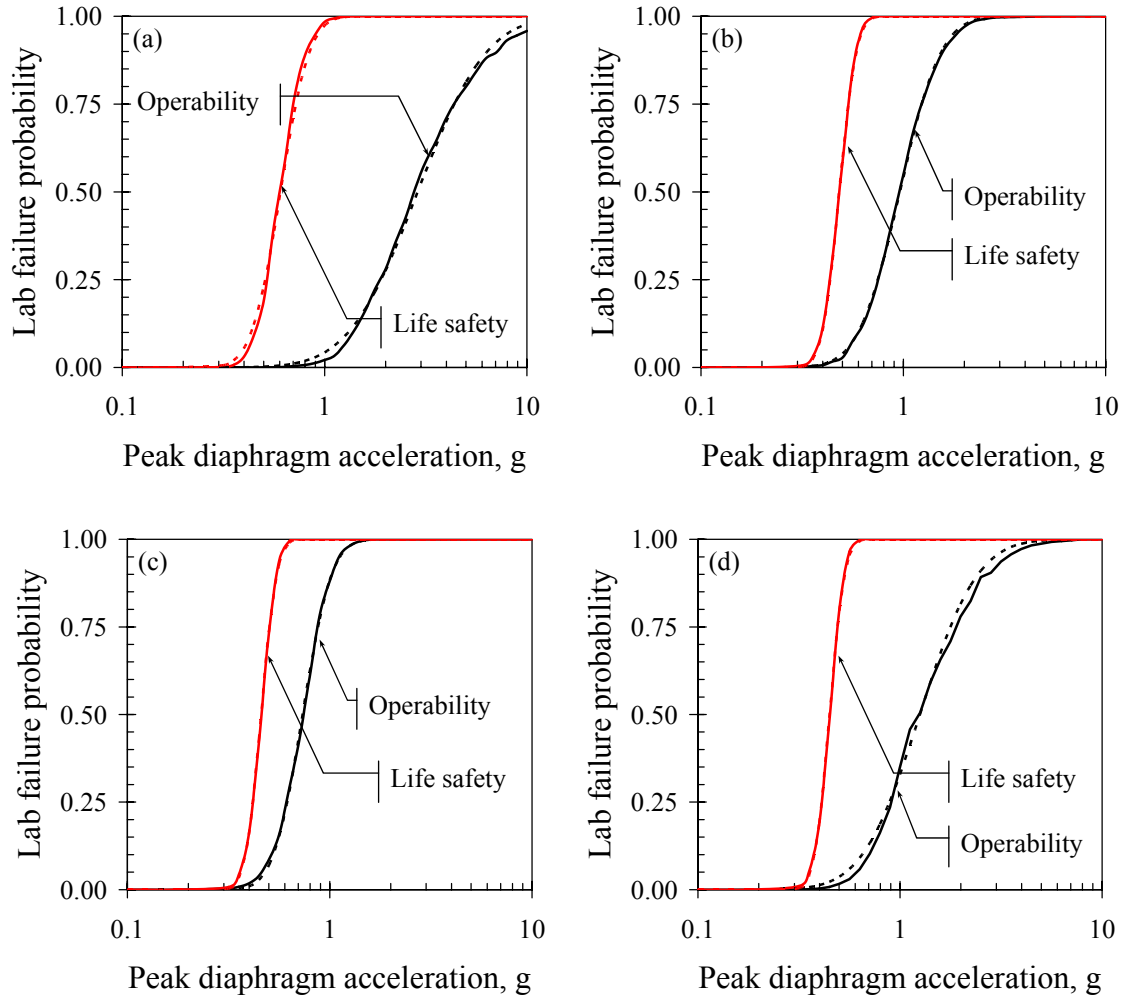 (a)
Lab failure probability
1.00
0.75
0.50
0.25
0.00
Operability
Life safety
0.1
1
10
Peak diaphragm acceleration, g
(b)
Lab failure probability
1.00
0.75
0.50
0.25
0.00
Operability
Life safety
0.1
1
10
Peak diaphragm acceleration, g
(c)
Lab failure probability
1.00
0.75
0.50
0.25
0.00
Operability
Life safety
0.1
1
10
Peak diaphragm acceleration, g
(d)
Lab failure probability
1.00
0.75
0.50
0.25
0.00
Life safety
Operability
0.1
1
10
Peak diaphragm acceleration, g